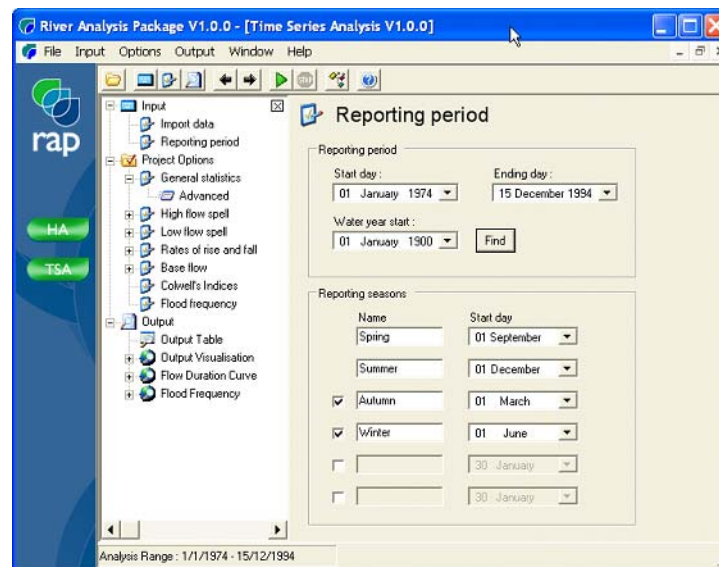 River Analysis Package V1.0.0 - [Time Series Analysis V1.0.0]
File Input Options Output Window Help
rap
HA
TSA
Input
Import data
Reporting period
Project Options
General statistics
Advanced
High flow spell
Low flow spell
Rates of rise and fall
Base flow
Colwell's Indices
Flood frequency
Output
Output Table
Output Visualisation
Flow Duration Curve
Flood Frequency
Reporting period
Reporting period
Start day :
Ending day :
01 January 1974
15 December 1994
Water year start :
01 January 1900
Find
Reporting seasons
Name
Start day
Spring
01 September
Summer
01 December
Autumn
01 March
Winter
01 June
30 January
30 January
Analysis Range : 1/1/1974 - 15/12/1994